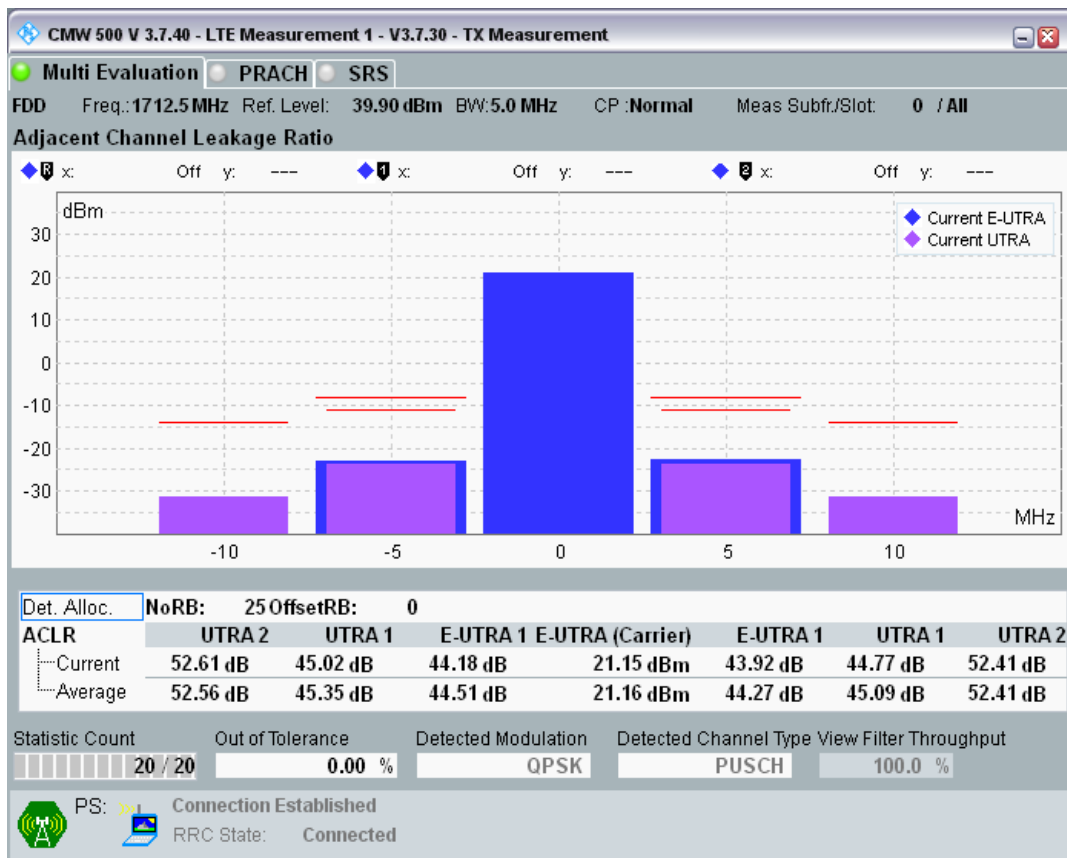 CMW 500 V 3.7.40 - LTE Measurement 1 - V3.7.30 - TX Measurement
Multi Evaluation PRACH SRS
FDD Freq.:1712.5 MHz Ref. Level: 39.90 dBm BW:5.0 MHz CP :Normal Meas Subfr./Slot: 0 / All
Adjacent Channel Leakage Ratio
R x: Off y: --- 1 x: Off y: --- 2 x: Off y: ---
dBm
Current E-UTRA
Current UTRA
30
20
10
0
-10
-20
-30
MHz
-10 -5 0 5 10
Det. Alloc. NoRB: 25 OffsetRB: 0
ACLR UTRA 2 UTRA 1 E-UTRA 1 E-UTRA (Carrier) E-UTRA 1 UTRA 1 UTRA 2
Current 52.61 dB 45.02 dB 44.18 dB 21.15 dBm 43.92 dB 44.77 dB 52.41 dB
Average 52.56 dB 45.35 dB 44.51 dB 21.16 dBm 44.27 dB 45.09 dB 52.41 dB
Statistic Count Out of Tolerance Detected Modulation Detected Channel Type View Filter Throughput
20 / 20 0.00 % QPSK PUSCH 100.0 %
PS: Connection Established
RRC State: Connected